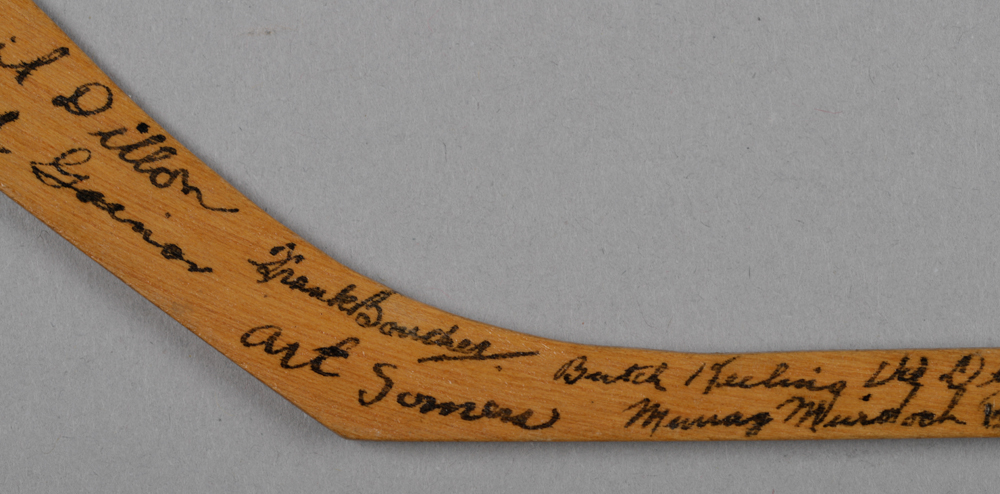 Dillon
Gainor
Frank Boucher
Art Somers
Butch Keeling
Murray Murdoch